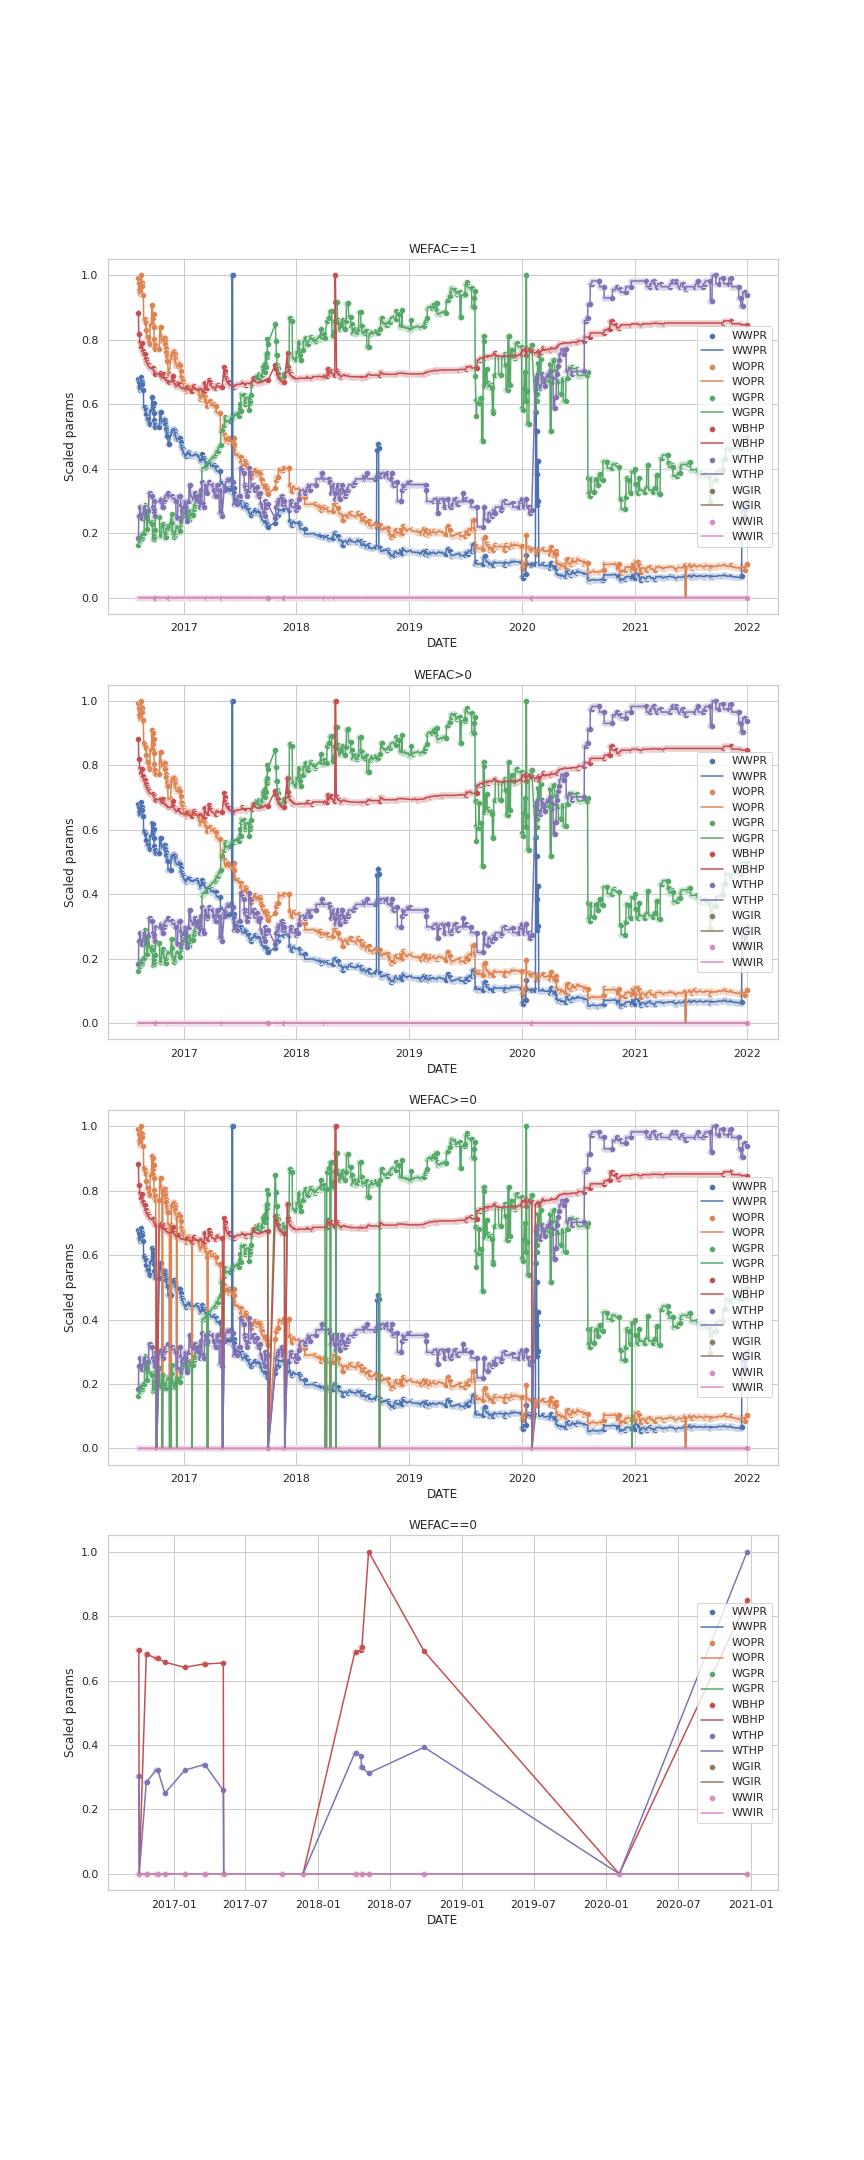 WEFAC==1
1.0
0.8
0.6
0.4
0.2
0.0
Scaled params
2017 2018 2019 2020 2021 2022
DATE
WWPR
WWPR
WOPR
WOPR
WGPR
WGPR
WBHP
WBHP
WTHP
WTHP
WGIR
WGIR
WWIR
WWIR
WEFAC>0
1.0
0.8
0.6
0.4
0.2
0.0
Scaled params
2017 2018 2019 2020 2021 2022
DATE
WWPR
WWPR
WOPR
WOPR
WGPR
WGPR
WBHP
WBHP
WTHP
WTHP
WGIR
WGIR
WWIR
WWIR
WEFAC>=0
1.0
0.8
0.6
0.4
0.2
0.0
Scaled params
2017 2018 2019 2020 2021 2022
DATE
WWPR
WWPR
WOPR
WOPR
WGPR
WGPR
WBHP
WBHP
WTHP
WTHP
WGIR
WGIR
WWIR
WWIR
WEFAC==0
1.0
0.8
0.6
0.4
0.2
0.0
Scaled params
2017-01 2017-07 2018-01 2018-07 2019-01 2019-07 2020-01 2020-07 2021-01
DATE
WWPR
WWPR
WOPR
WOPR
WGPR
WGPR
WBHP
WBHP
WTHP
WTHP
WGIR
WGIR
WWIR
WWIR